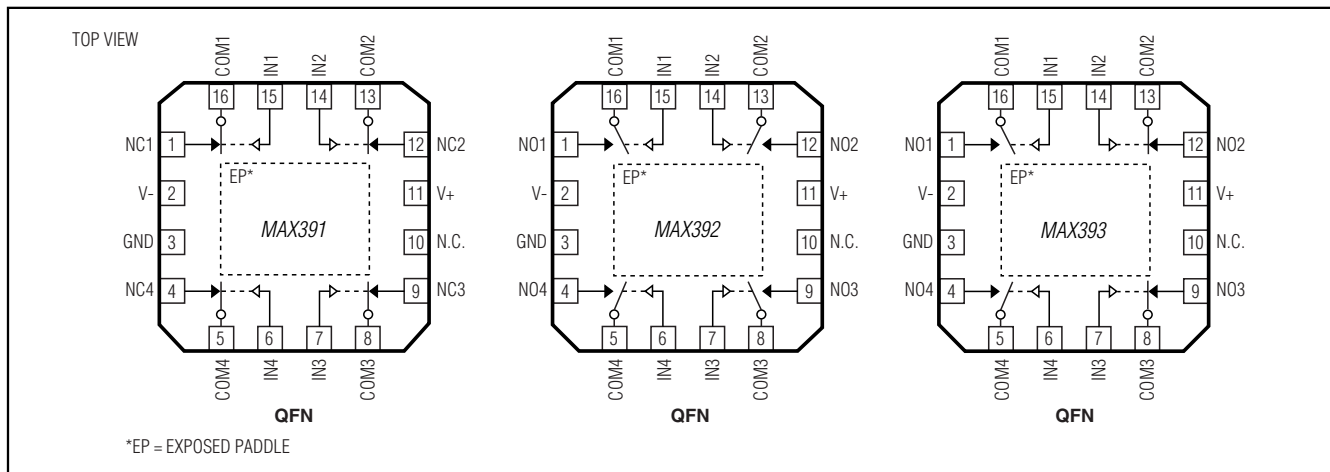 TOP VIEW
COM1 IN1 IN2 COM2
16 15 14 13
NC1 1 12 NC2
EP*
V- 2 11 V+
MAX391
GND 3 10 N.C.
NC4 4 9 NC3
5 6 7 8
COM4 IN4 IN3 COM3
QFN
COM1 IN1 IN2 COM2
16 15 14 13
NO1 1 12 NO2
EP*
V- 2 11 V+
MAX392
GND 3 10 N.C.
NO4 4 9 NO3
5 6 7 8
COM4 IN4 IN3 COM3
QFN
COM1 IN1 IN2 COM2
16 15 14 13
NO1 1 12 NO2
EP*
V- 2 11 V+
MAX393
GND 3 10 N.C.
NO4 4 9 NO3
5 6 7 8
COM4 IN4 IN3 COM3
QFN
*EP = EXPOSED PADDLE